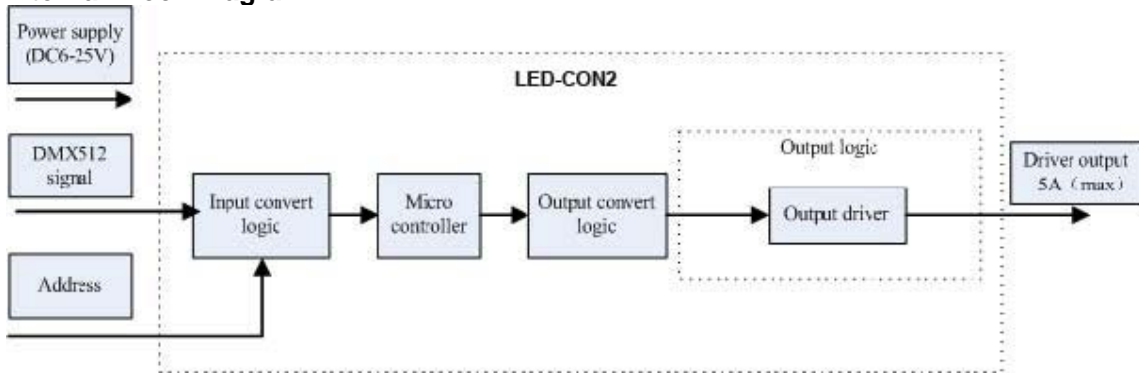 Power supply
(DC6-25V)
LED-CON2
DMX512
signal
Output logic
Driver output
5A (max)
Input convert
logic
Micro
controller
Output convert
logic
Output driver
Address